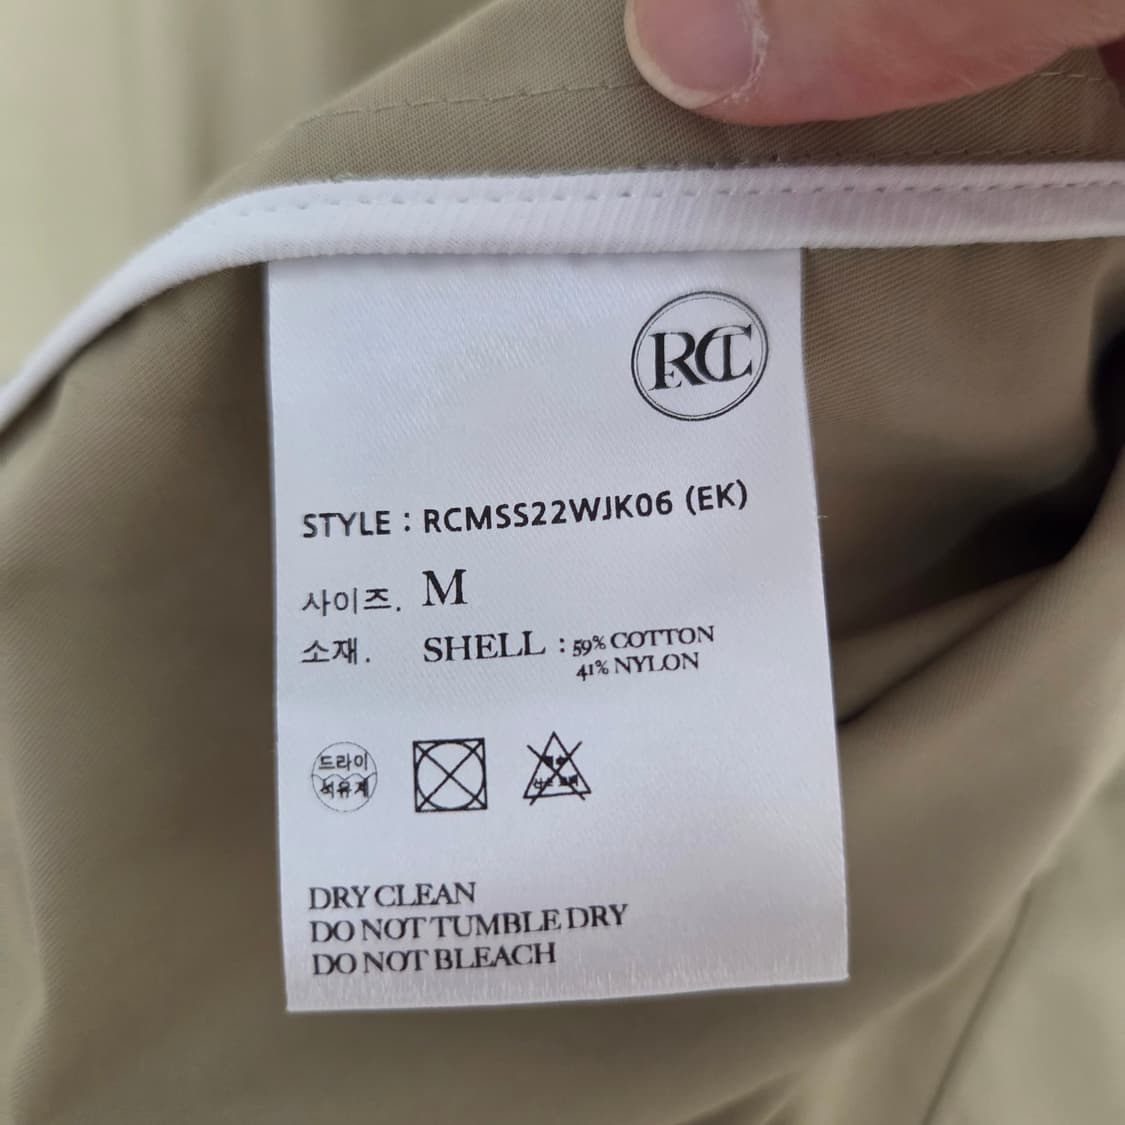 RCC
STYLE : RCMSS22WJK06 (EK)
사이즈. M
소재. SHELL : 59% COTTON
41% NYLON
드라이
석유계
DRY CLEAN
DO NOT TUMBLE DRY
DO NOT BLEACH